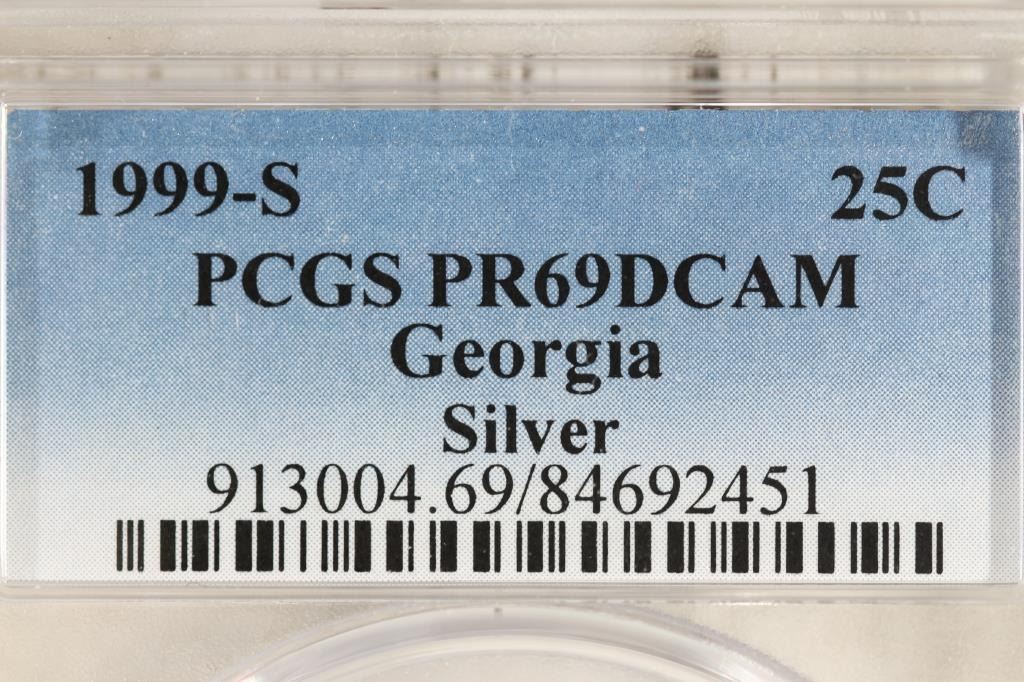 1999-S 25C
PCGS PR69DCAM
Georgia
Silver
913004.69/84692451